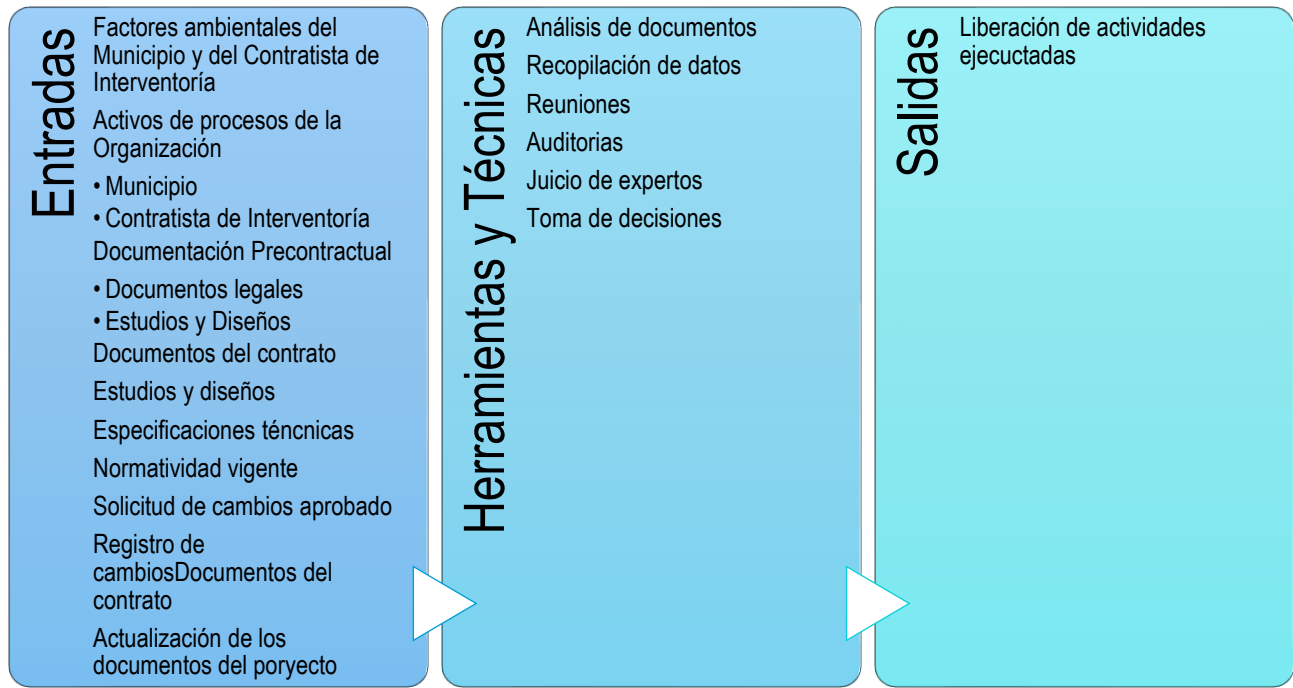 Entradas
Factores ambientales del
Municipio y del Contratista de
Interventoría
Activos de procesos de la
Organización
• Municipio
• Contratista de Interventoría
Documentación Precontractual
• Documentos legales
• Estudios y Diseños
Documentos del contrato
Estudios y diseños
Especificaciones téncnicas
Normatividad vigente
Solicitud de cambios aprobado
Registro de
cambiosDocumentos del
contrato
Actualización de los
documentos del poryecto
Herramientas y Técnicas
Análisis de documentos
Recopilación de datos
Reuniones
Auditorias
Juicio de expertos
Toma de decisiones
Salidas
Liberación de actividades
ejecuctadas